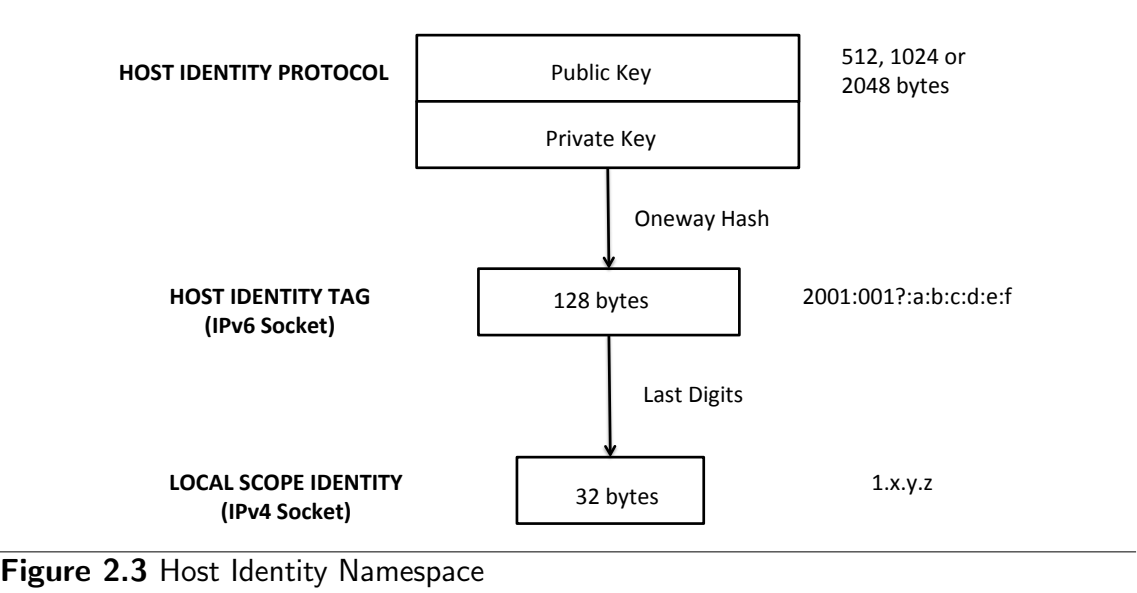 HOST IDENTITY PROTOCOL
Public Key
512, 1024 or
2048 bytes
Private Key
Oneway Hash
HOST IDENTITY TAG
(IPv6 Socket)
128 bytes
2001:001?:a:b:c:d:e:f
Last Digits
LOCAL SCOPE IDENTITY
(IPv4 Socket)
32 bytes
1.x.y.z
Figure 2.3 Host Identity Namespace